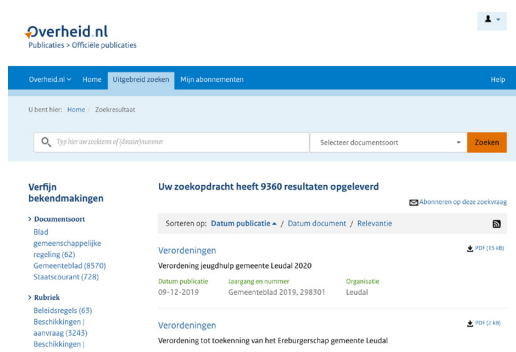 Overheid.nl
Publicaties > Officiële publicaties
Overheid.nl Home Uitgebreid zoeken Mijn abonnementen Help
U bent hier: Home / Zoekresultaat
Typ hier uw zoekterm of (dossier)nummer Selecteer documentsoort Zoeken
Verfijn bekendmakingen
Documentsoort
Blad
gemeenschappelijke
regeling (62)
Gemeenteblad (8570)
Staatscourant (728)
Rubriek
Beleidsregels (63)
Beschikkingen |
aanvraag (3243)
Beschikkingen |
Uw zoekopdracht heeft 9360 resultaten opgeleverd
Abonneren op deze zoekvraag
Sorteren op: Datum publicatie / Datum document / Relevantie
Verordeningen PDF (15 kB)
Verordening jeugdhulp gemeente Leudal 2020
Datum publicatie Jaargang en nummer Organisatie
09-12-2019 Gemeenteblad 2019, 298301 Leudal
Verordeningen PDF (2 kB)
Verordening tot toekenning van het Ereburgerschap gemeente Leudal